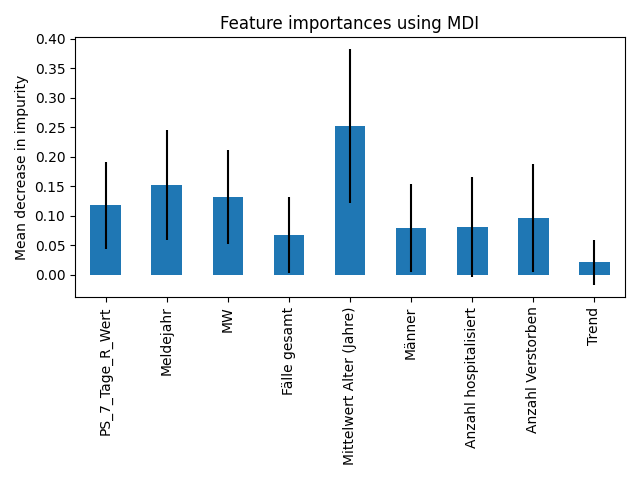 Feature importances using MDI
Mean decrease in impurity
0.40
0.35
0.30
0.25
0.20
0.15
0.10
0.05
0.00
PS_7_Tage_R_Wert
Meldejahr
MW
Fälle gesamt
Mittelwert Alter (Jahre)
Männer
Anzahl hospitalisiert
Anzahl Verstorben
Trend